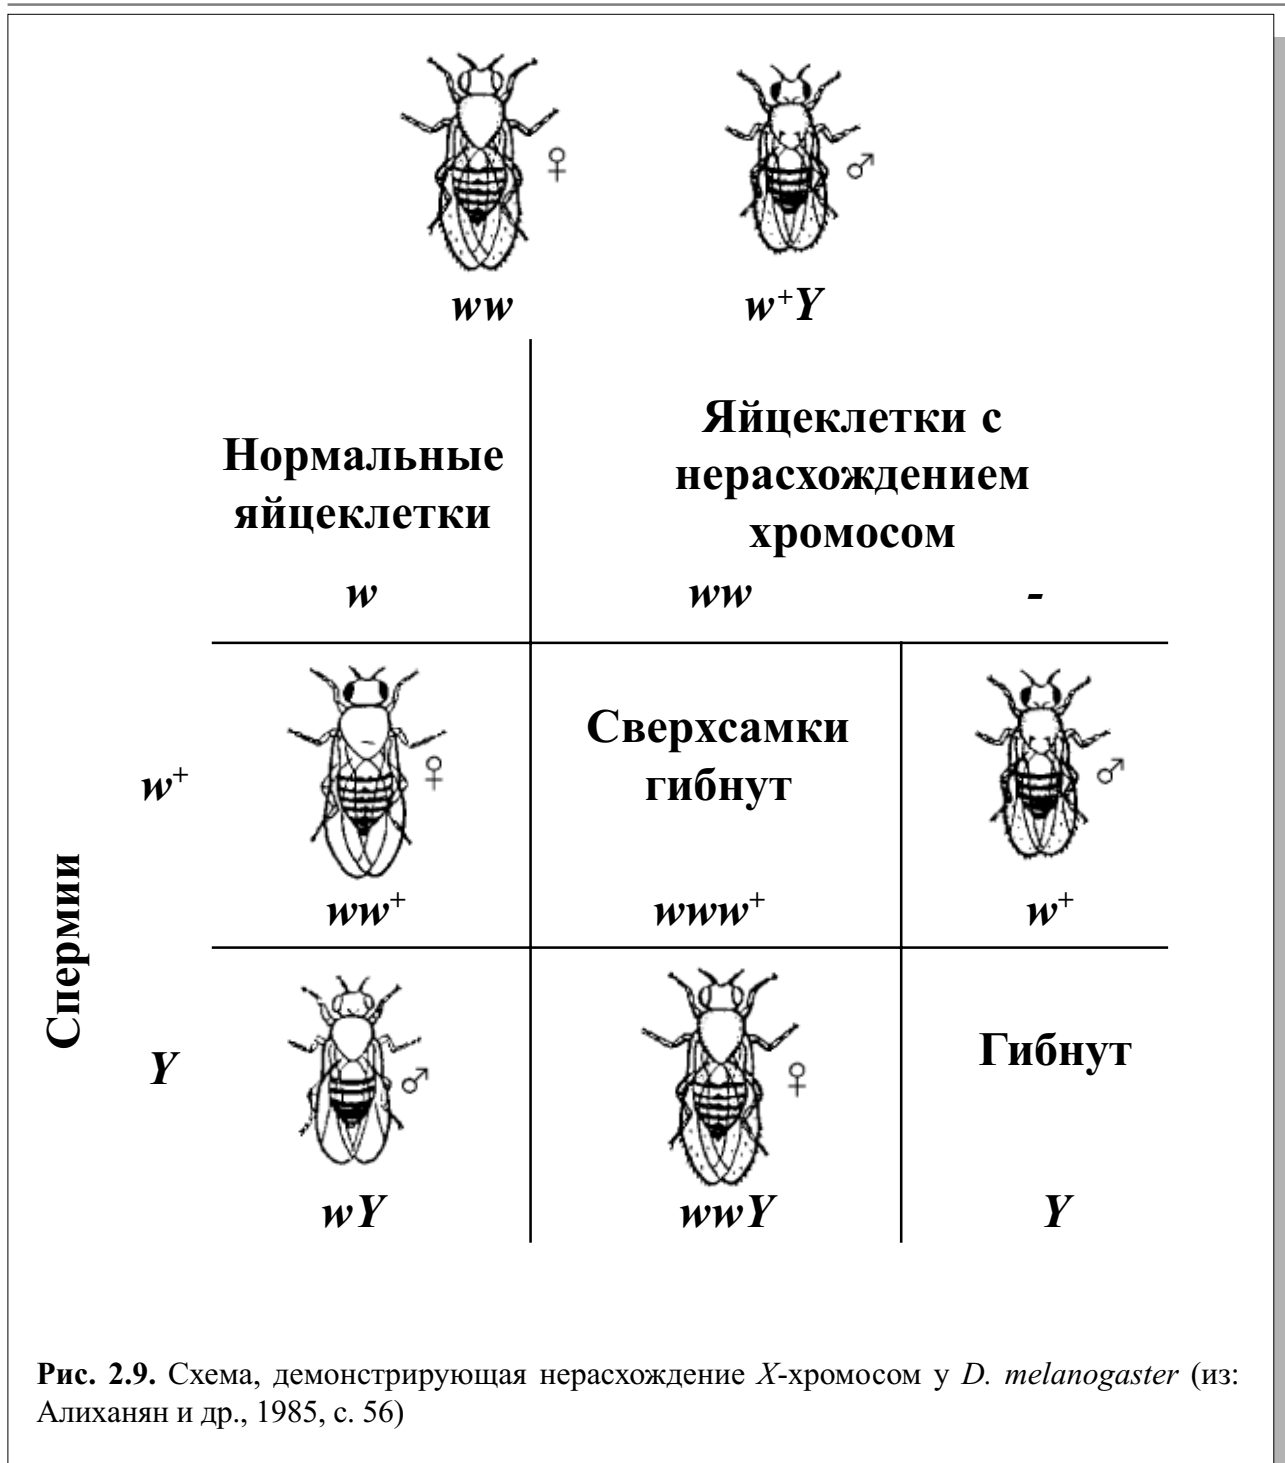 ♀ ♂
ww w⁺Y
Нормальные
яйцеклетки
Яйцеклетки с
нерасхождением
хромосом
w ww -
Спермии
w⁺
♀
Сверхсамки
гибнут
♂
ww⁺ www⁺ w⁺
Y
♂
♀
Гибнут
wY wwY Y
Рис. 2.9. Схема, демонстрирующая нерасхождение X-хромосом у D. melanogaster (из:
Алиханян и др., 1985, с. 56)